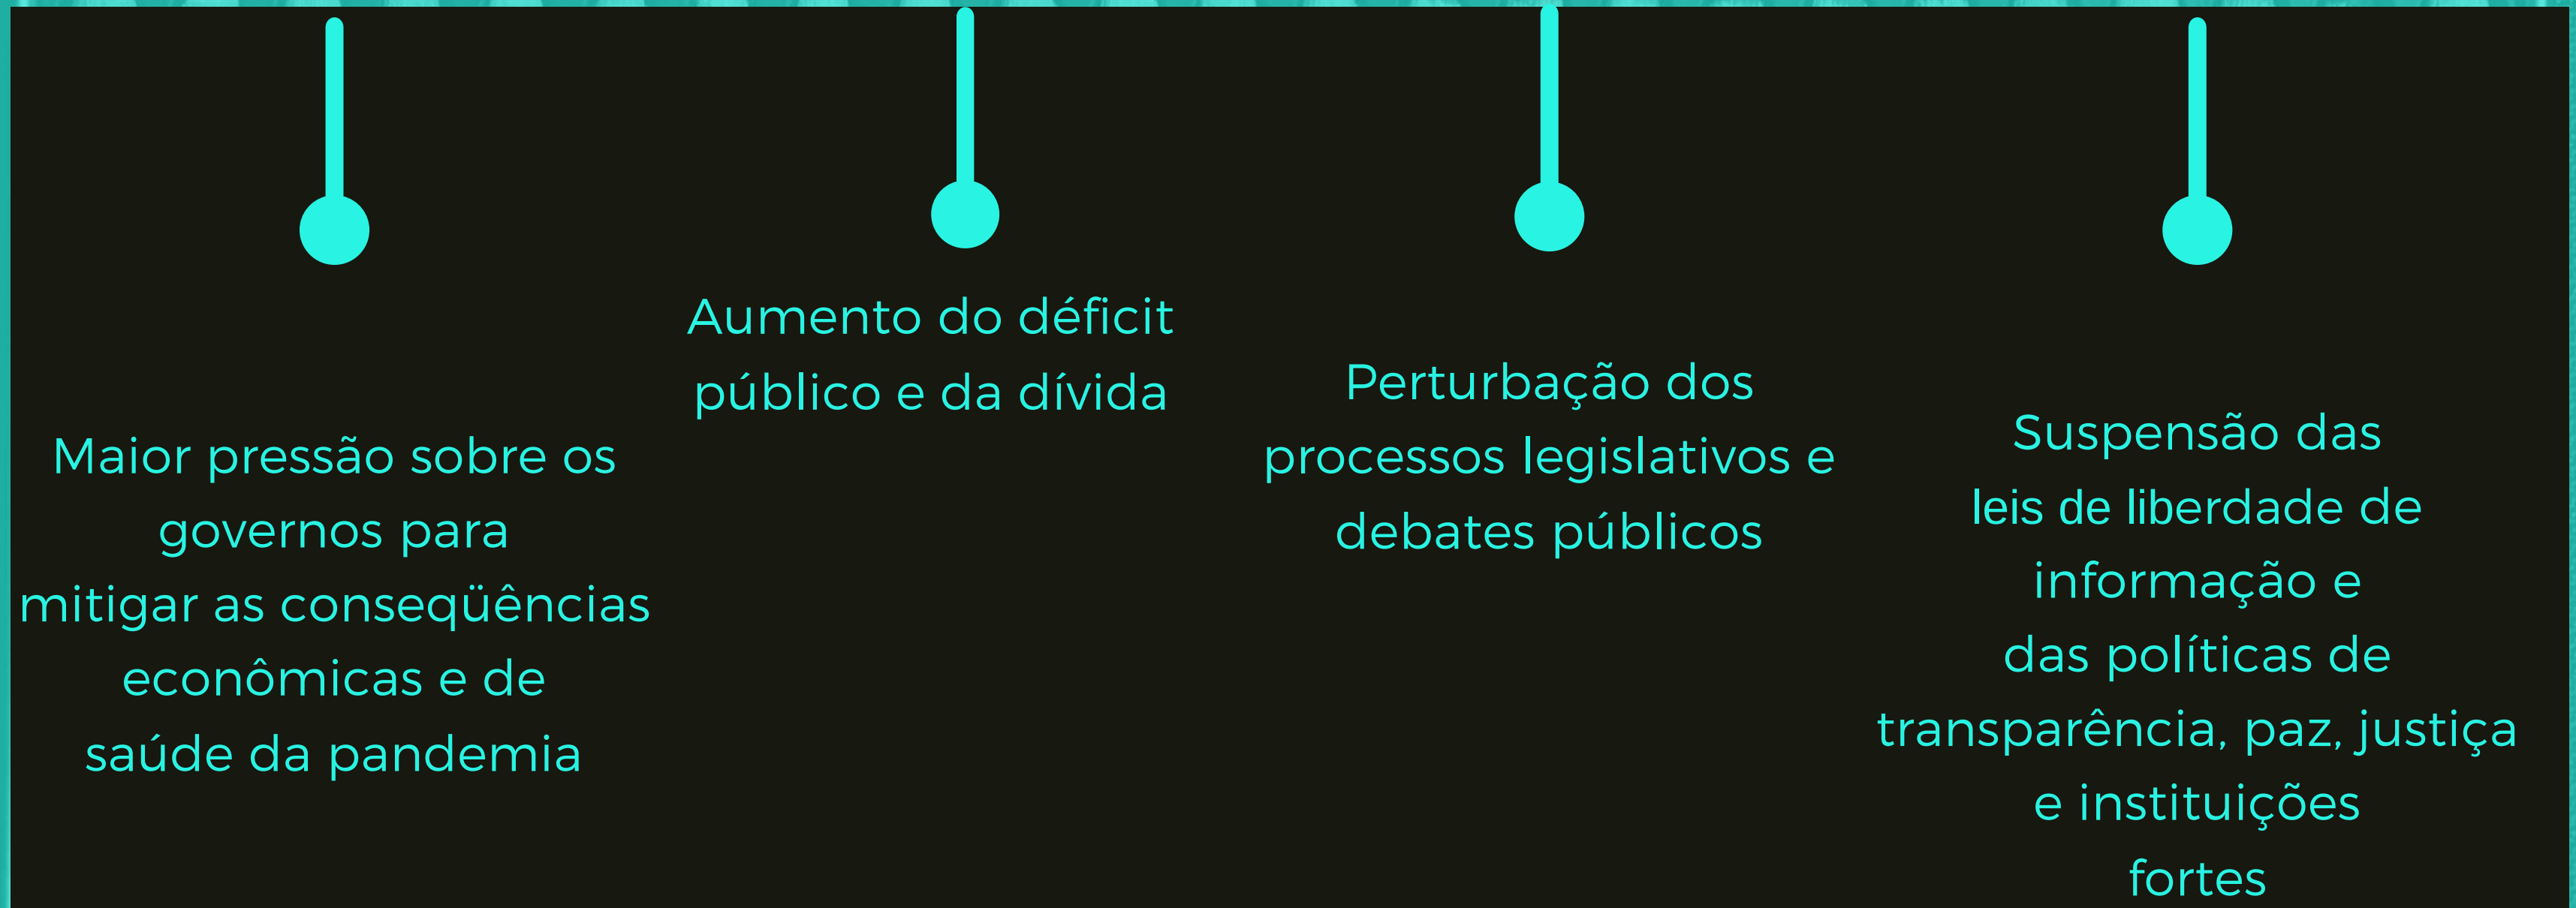 Maior pressão sobre os
governos para
mitigar as conseqüências
econômicas e de
saúde da pandemia
Aumento do déficit
público e da dívida
Perturbação dos
processos legislativos e
debates públicos
Suspensão das
leis de liberdade de
informação e
das políticas de
transparência, paz, justiça
e instituições
fortes